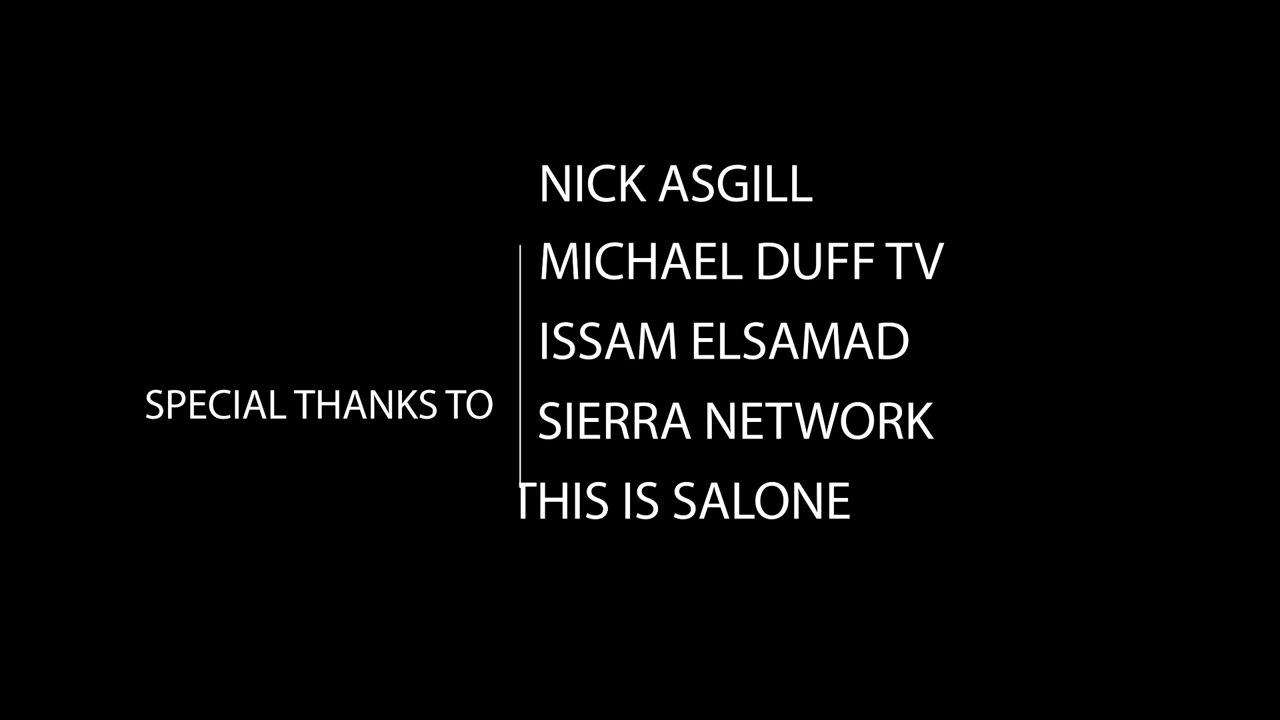 NICK ASGILL
MICHAEL DUFF TV
ISSAM ELSAMAD
SPECIAL THANKS TO
SIERRA NETWORK
THIS IS SALONE